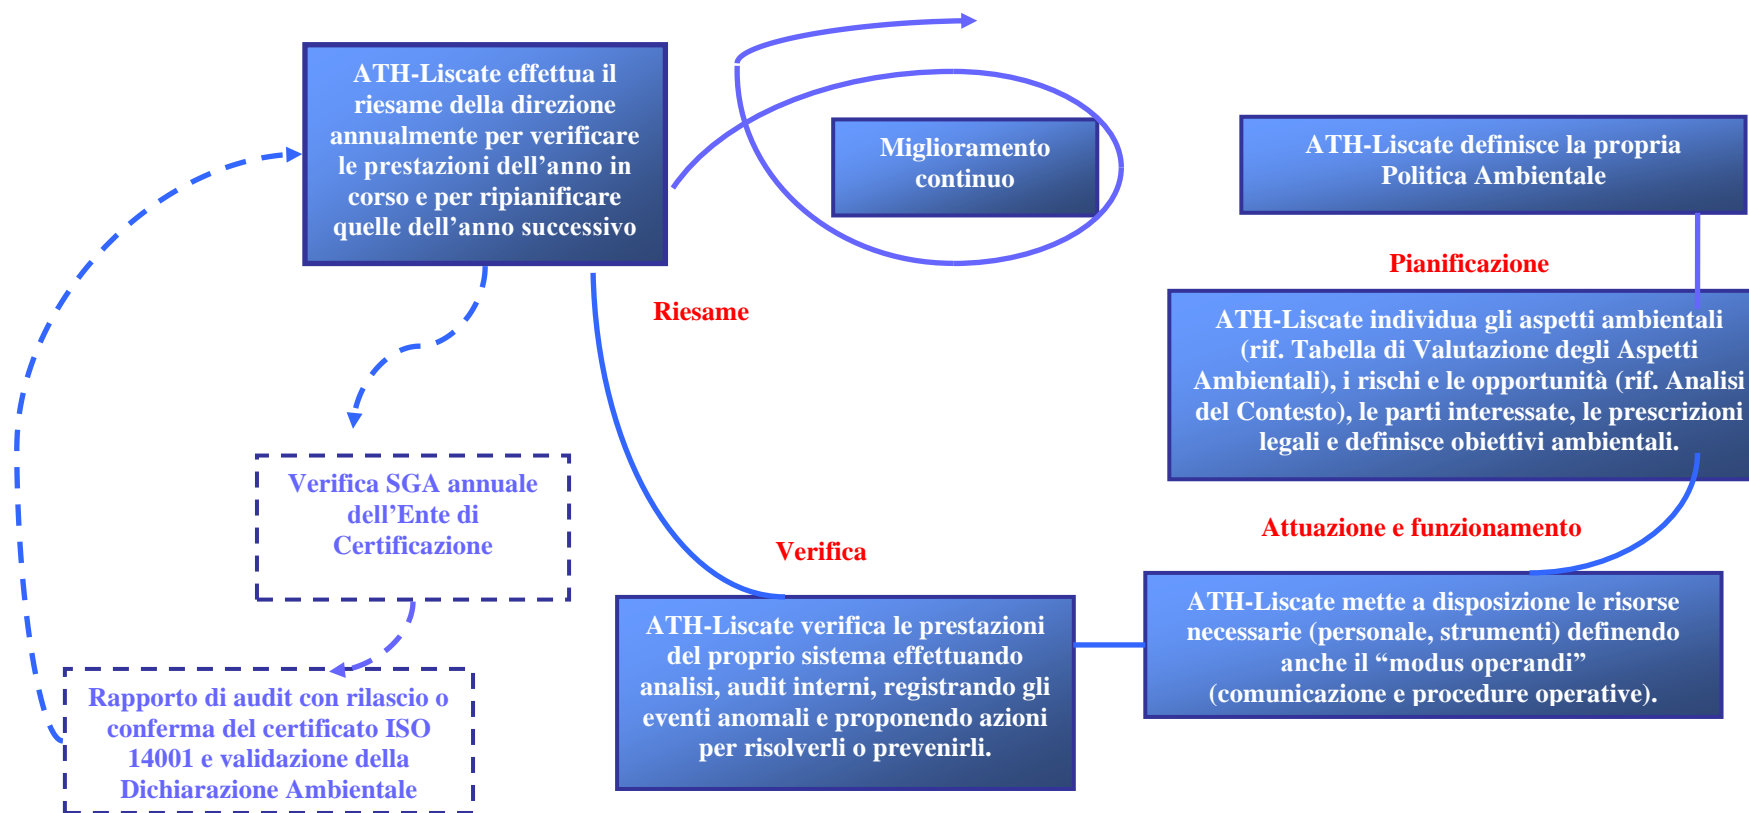 ATH-Liscate effettua il
riesame della direzione
annualmente per verificare
le prestazioni dell’anno in
corso e per ripianificare
quelle dell’anno successivo
Miglioramento
continuo
ATH-Liscate definisce la propria
Politica Ambientale
Pianificazione
Riesame
ATH-Liscate individua gli aspetti ambientali
(rif. Tabella di Valutazione degli Aspetti
Ambientali), i rischi e le opportunità (rif. Analisi
del Contesto), le parti interessate, le prescrizioni
legali e definisce obiettivi ambientali.
Verifica SGA annuale
dell’Ente di
Certificazione
Attuazione e funzionamento
Verifica
ATH-Liscate mette a disposizione le risorse
necessarie (personale, strumenti) definendo
anche il “modus operandi”
(comunicazione e procedure operative).
ATH-Liscate verifica le prestazioni
del proprio sistema effettuando
analisi, audit interni, registrando gli
eventi anomali e proponendo azioni
per risolverli o prevenirli.
Rapporto di audit con rilascio o
conferma del certificato ISO
14001 e validazione della
Dichiarazione Ambientale